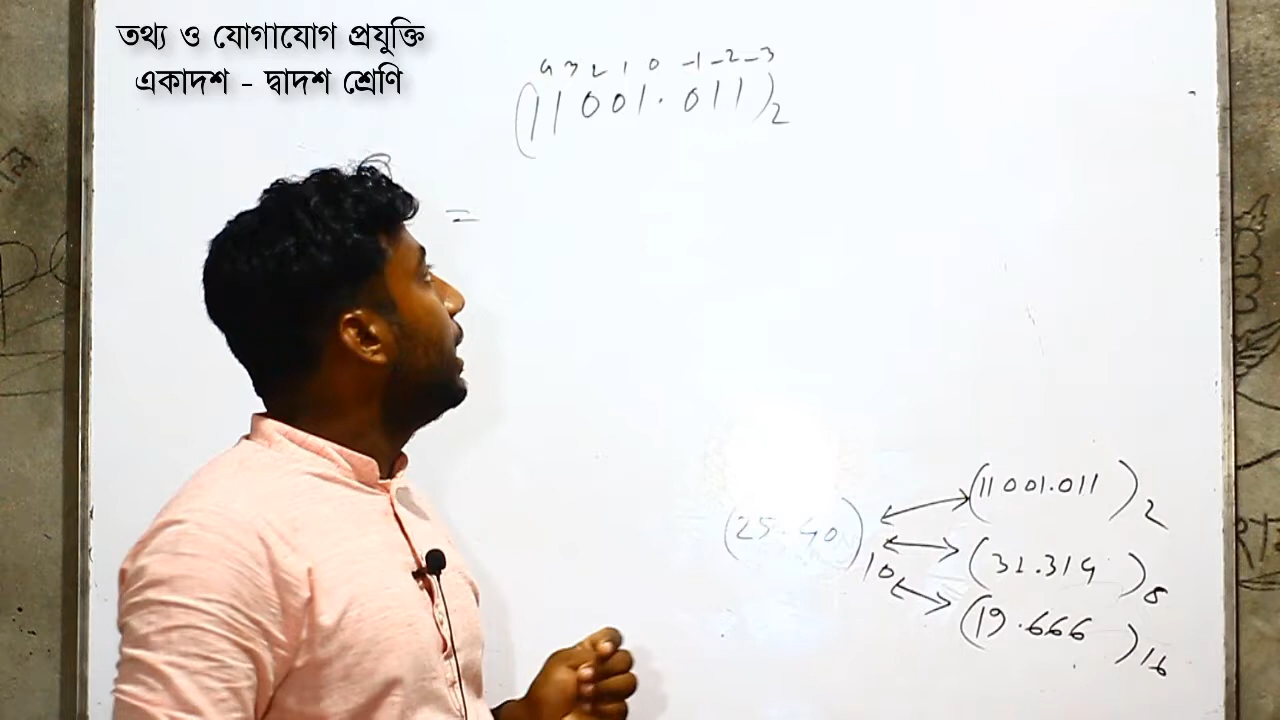 তথ্য ও যোগাযোগ প্রযুক্তি
একাদশ - দ্বাদশ শ্রেণি
4 3 2 1 0 -1 -2 -3
(11001.011)2
=
(25.40)10
(11001.011)2
(31.314)8
(19.666)16